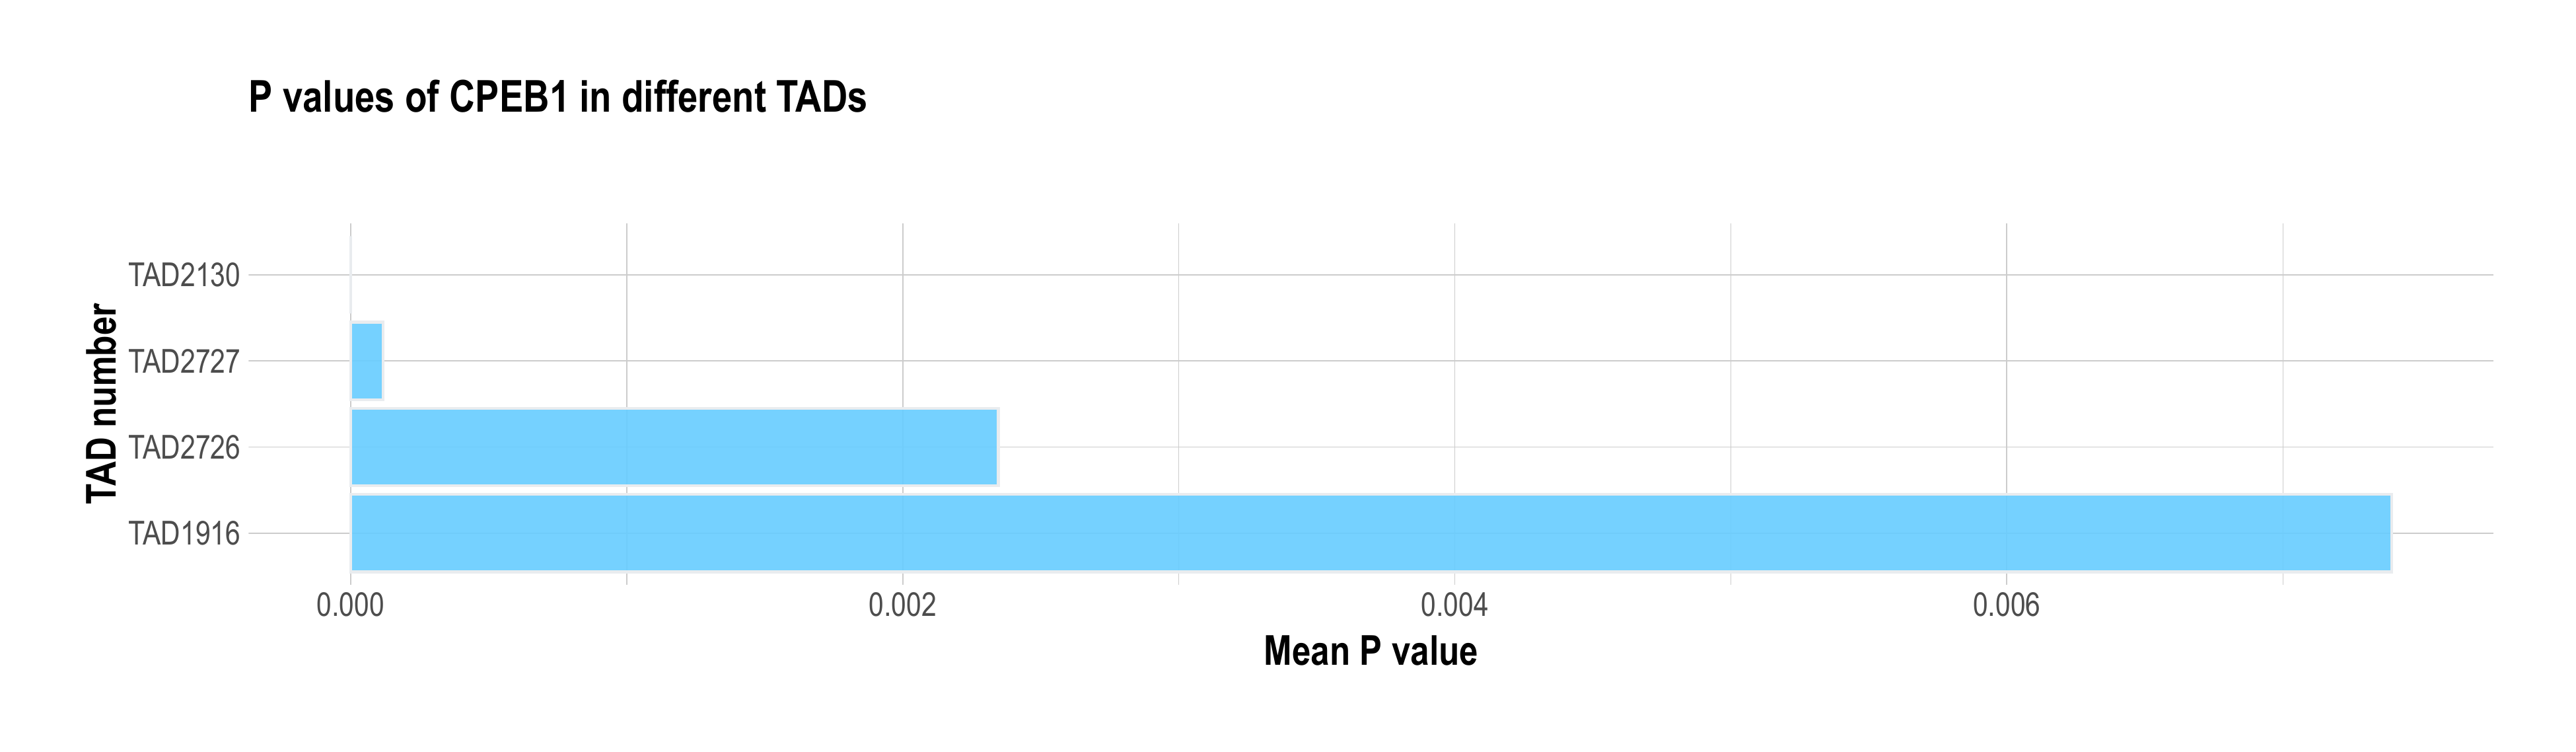 P values of CPEB1 in different TADs
TAD number
TAD2130
TAD2727
TAD2726
TAD1916
0.000 0.002 0.004 0.006
Mean P value